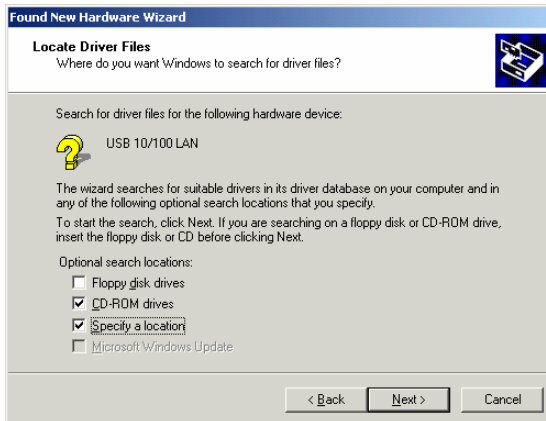 Found New Hardware Wizard
Locate Driver Files
Where do you want Windows to search for driver files?
Search for driver files for the following hardware device:
USB 10/100 LAN
The wizard searches for suitable drivers in its driver database on your computer and in
any of the following optional search locations that you specify.
To start the search, click Next. If you are searching on a floppy disk or CD-ROM drive,
insert the floppy disk or CD before clicking Next.
Optional search locations:
Floppy disk drives
CD-ROM drives
Specify a location
Microsoft Windows Update
< Back Next > Cancel